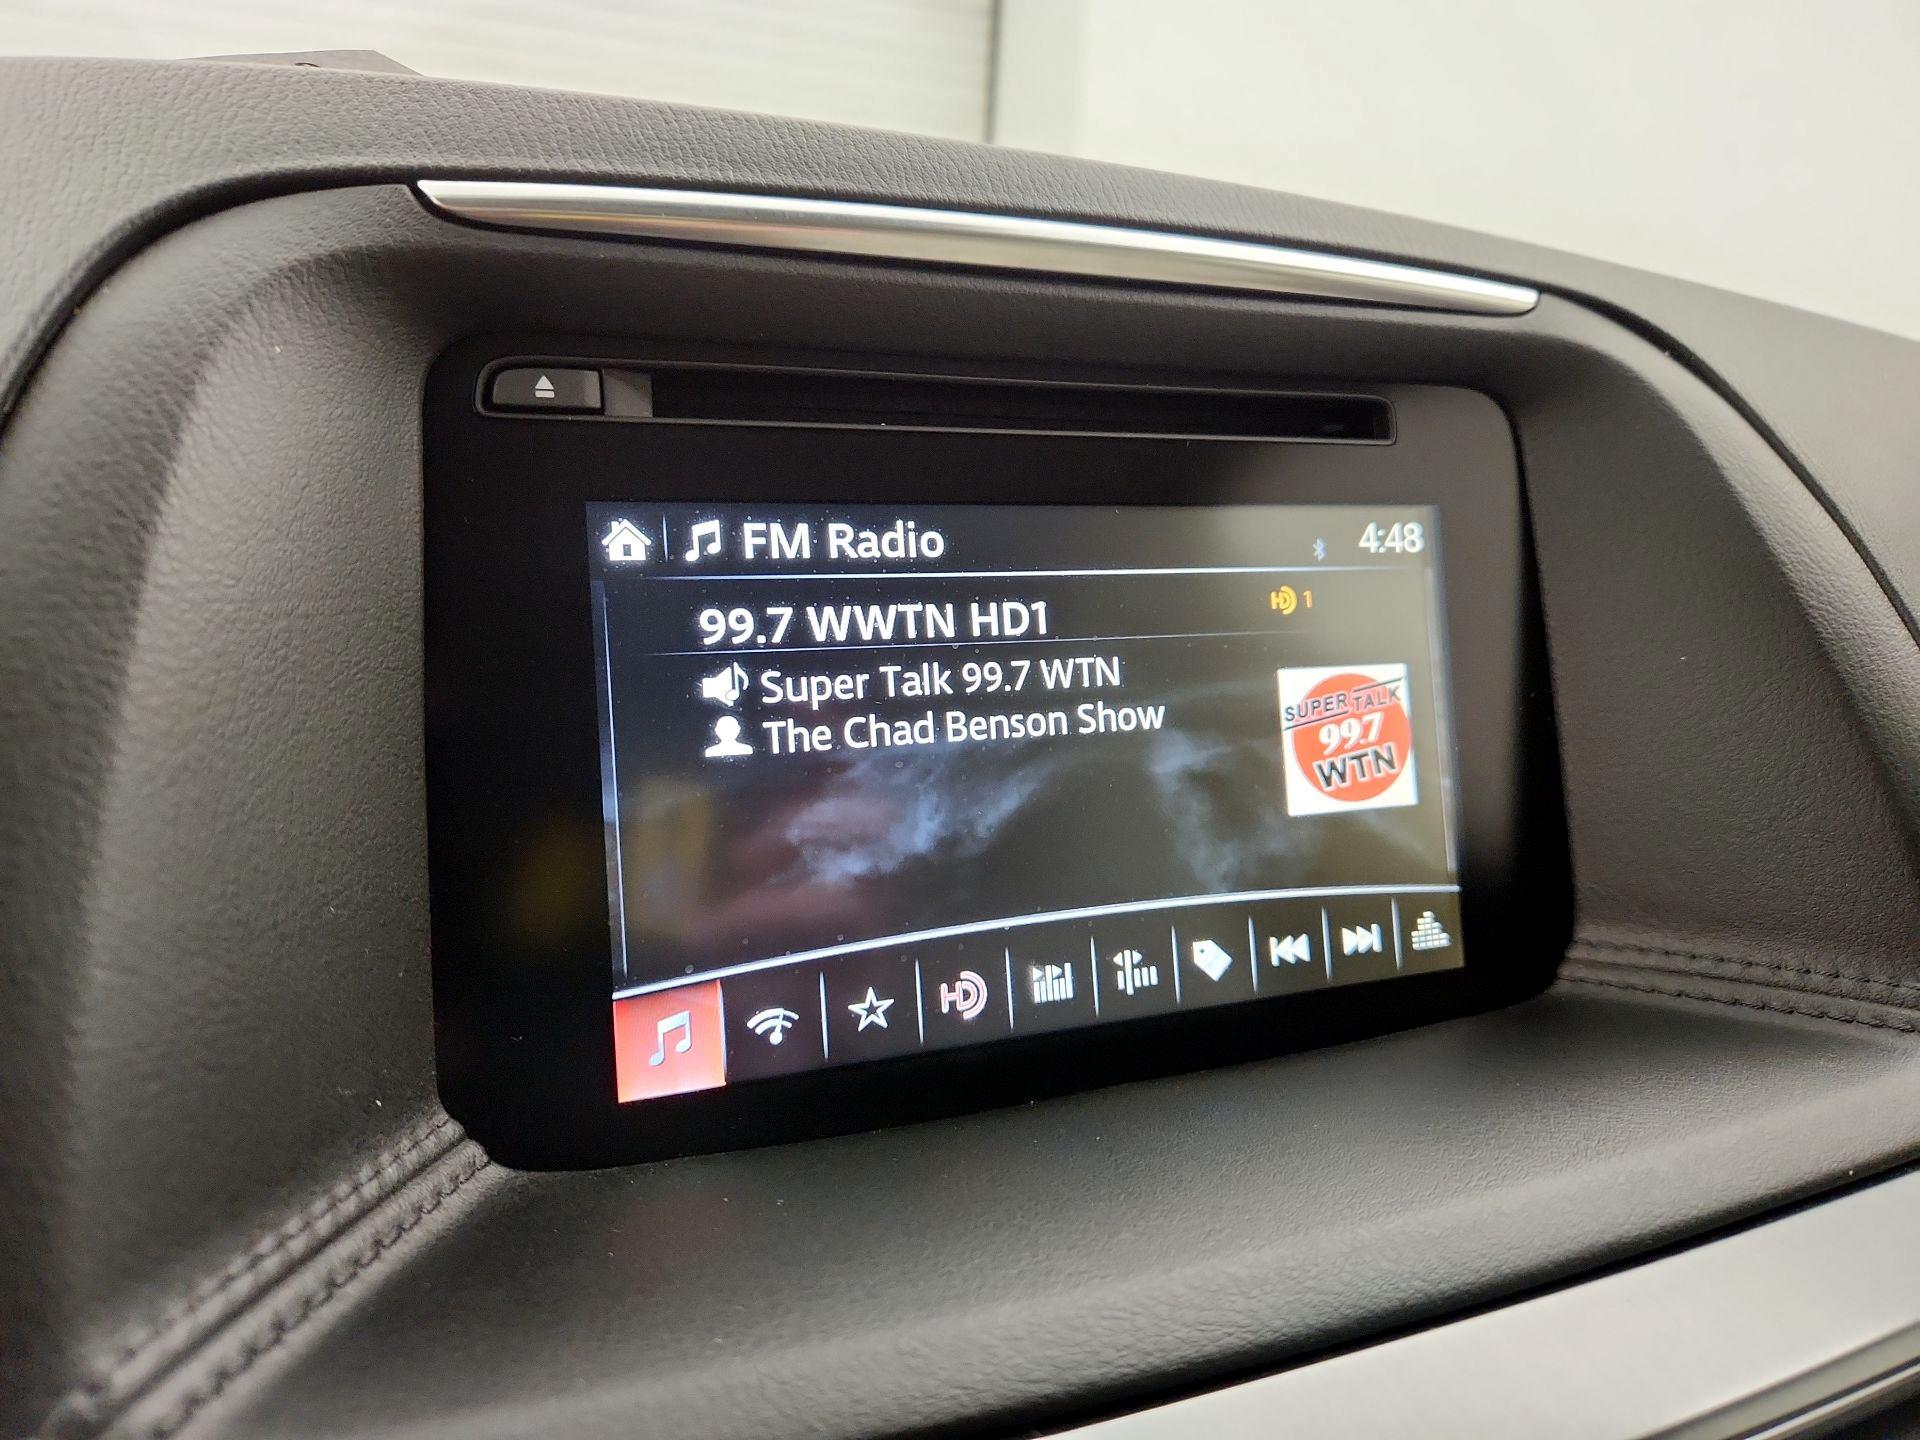 FM Radio 4:48
99.7 WWTN HD1 HD 1
Super Talk 99.7 WTN
The Chad Benson Show
SUPER TALK
99.7
WTN
HD